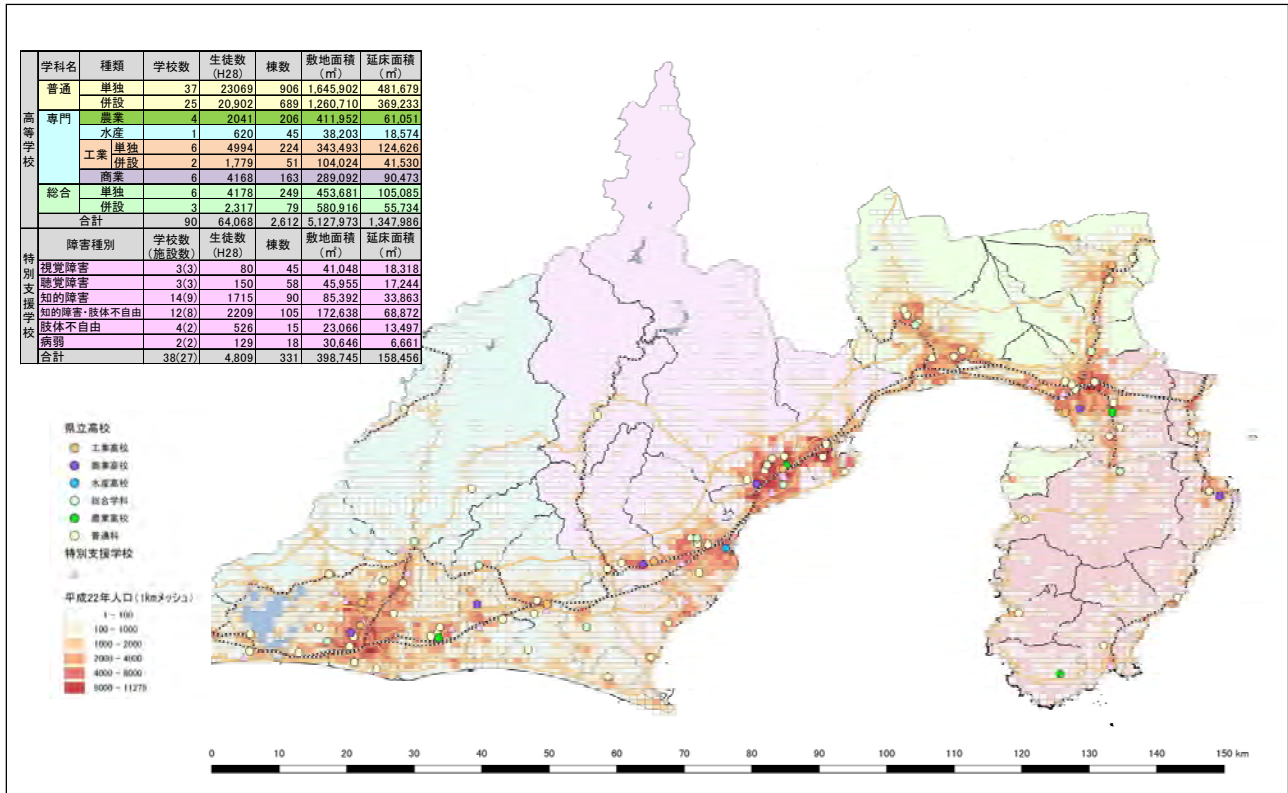 高等学校
学科名 種類 学校数 生徒数(H28) 棟数 敷地面積(㎡) 延床面積(㎡)
普通 単独 37 23069 906 1,645,902 481,679
併設 25 20,902 689 1,260,710 369,233
専門 農業 4 2041 206 411,952 61,051
水産 1 620 45 38,203 18,574
工業 単独 6 4994 224 343,493 124,626
併設 2 1,779 51 104,024 41,530
商業 6 4168 163 289,092 90,473
総合 単独 6 4178 249 453,681 105,085
併設 3 2,317 79 580,916 55,734
合計 90 64,068 2,612 5,127,973 1,347,986
特別支援学校
障害種別 学校数(施設数) 生徒数(H28) 棟数 敷地面積(㎡) 延床面積(㎡)
視覚障害 3(3) 80 45 41,048 18,318
聴覚障害 3(3) 150 58 45,955 17,244
知的障害 14(9) 1715 90 85,392 33,863
知的障害・肢体不自由 12(8) 2209 105 172,638 68,872
肢体不自由 4(2) 526 15 23,066 13,497
病弱 2(2) 129 18 30,646 6,661
合計 38(27) 4,809 331 398,745 158,456
県立高校
工業高校
商業高校
水産高校
総合学科
農業高校
普通科
特別支援学校
平成22年人口(1kmメッシュ)
1 - 100
100 - 1000
1000 - 2000
2000 - 4000
4000 - 8000
8000 - 11275
0 10 20 30 40 50 60 70 80 90 100 110 120 130 140 150 km